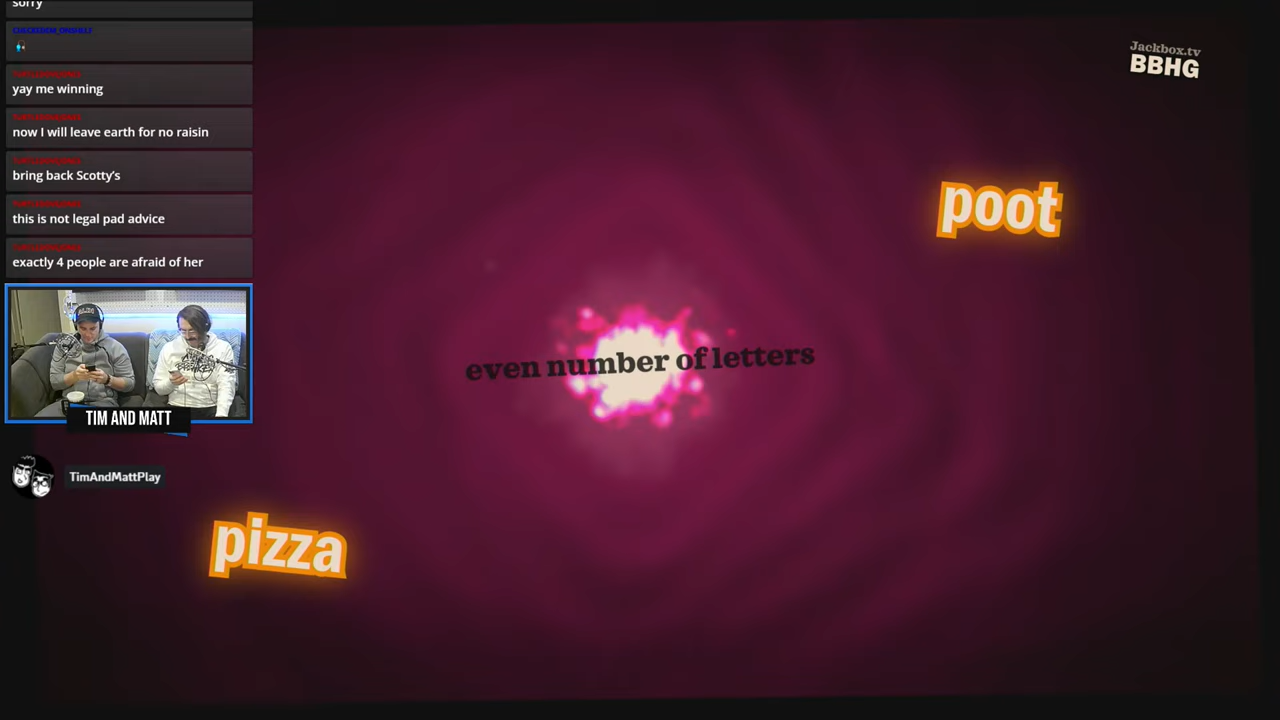 sorry
yay me winning
now I will leave earth for no raisin
bring back Scotty's
this is not legal pad advice
exactly 4 people are afraid of her
TIM AND MATT
TimAndMattPlay
Jackbox.tv
BBHG
poot
even number of letters
pizza